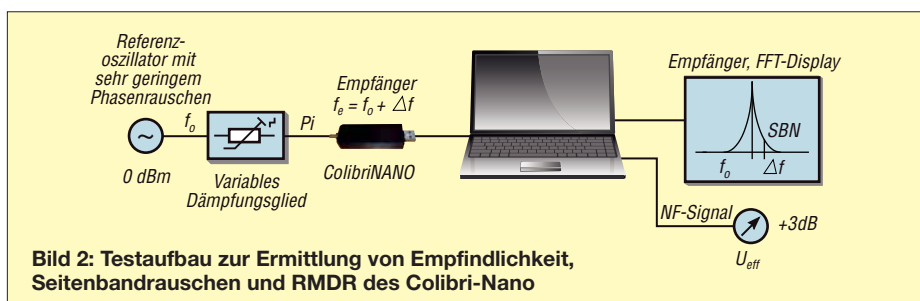 Referenz-
oszillator mit
sehr geringem
Phasenrauschen
fo
~
0 dBm
Variables
Dämpfungsglied
Pi
Empfänger
fe = fo + Δf
ColibriNANO
Empfänger, FFT-Display
SBN
fo
Δf
NF-Signal
+3dB
Ueff
Bild 2: Testaufbau zur Ermittlung von Empfindlichkeit,
Seitenbandrauschen und RMDR des Colibri-Nano